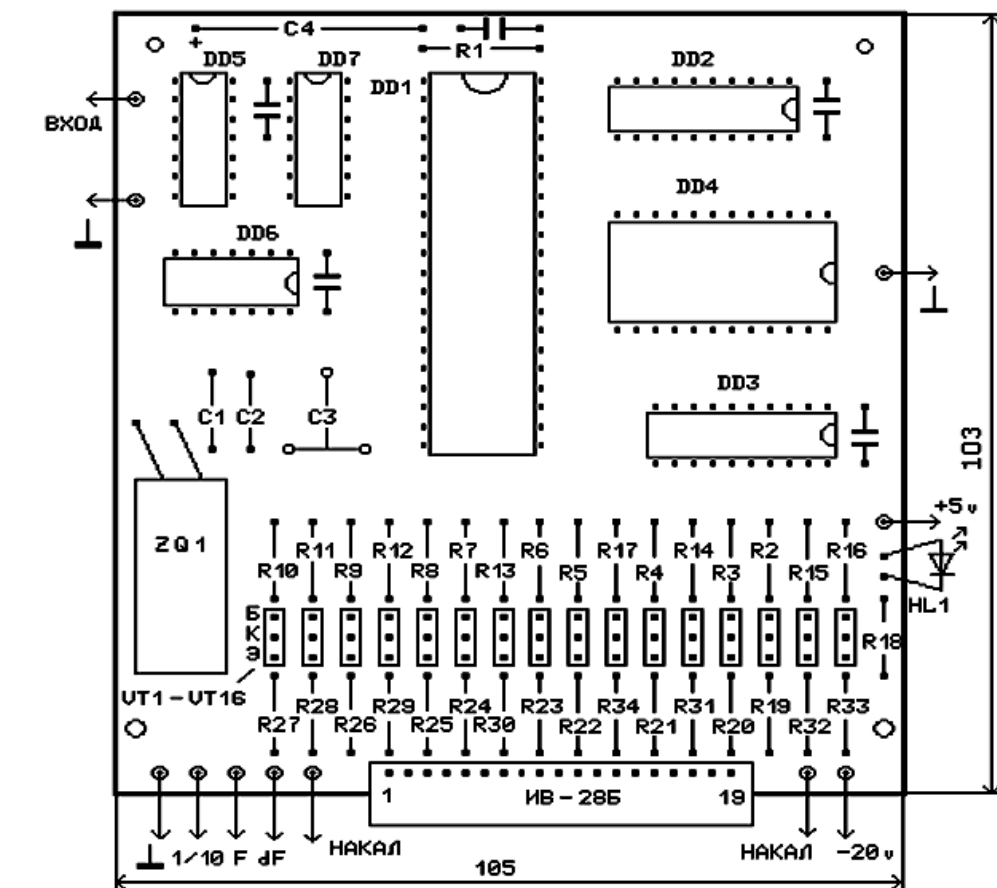 C4
+
R1
DD5
DD7
DD1
DD2
ВХОД
DD4
DD6
DD3
C1
C2
C3
103
+5v
ZQ1
R11
R12
R7
R6
R17
R14
R2
R16
R10
R9
R8
R13
R5
R4
R3
R15
HL1
Б
К
Э
R18
VT1-VT16
R28
R29
R24
R23
R34
R31
R19
R33
R27
R26
R25
R30
R22
R21
R20
R32
1
ИВ-28Б
19
1/10 F dF
НАКАЛ
НАКАЛ
-20v
105